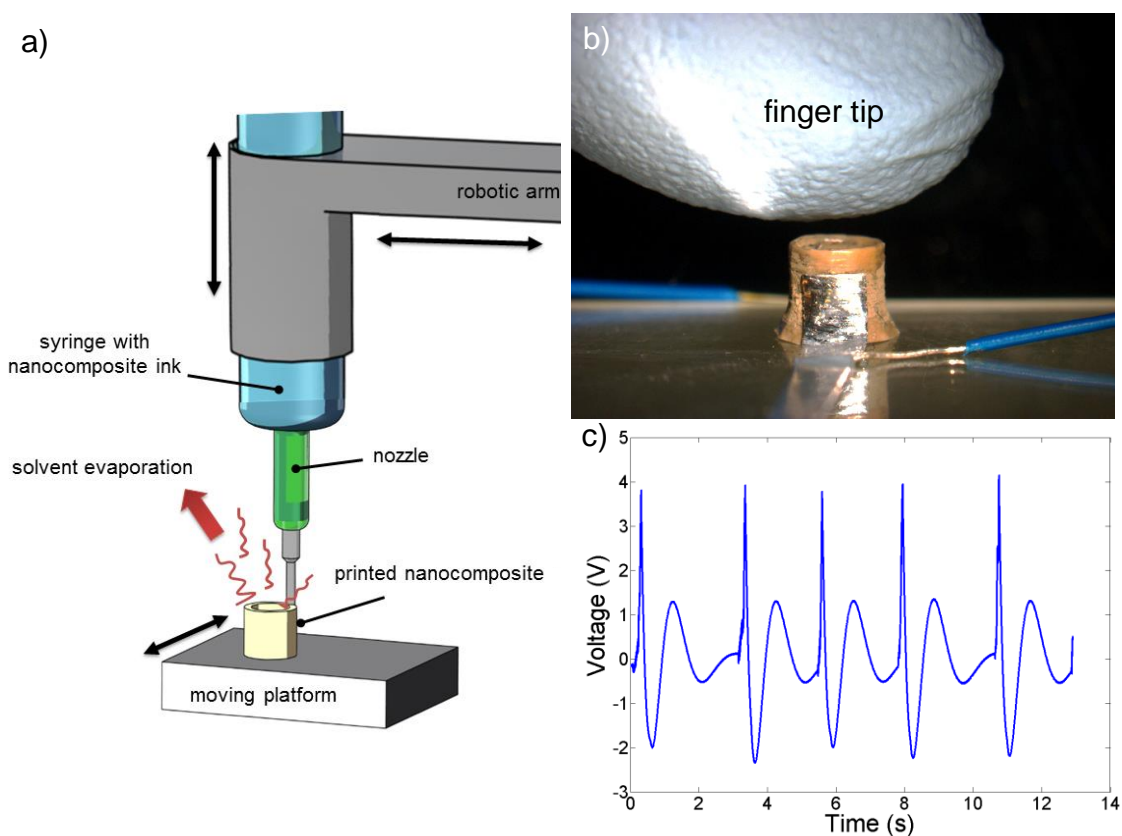 a)
robotic arm
syringe with
nanocomposite ink
nozzle
solvent evaporation
printed nanocomposite
moving platform
b)
finger tip
c)
5
4
3
2
1
0
-1
-2
-3
Voltage (V)
0
2
4
6
8
10
12
14
Time (s)